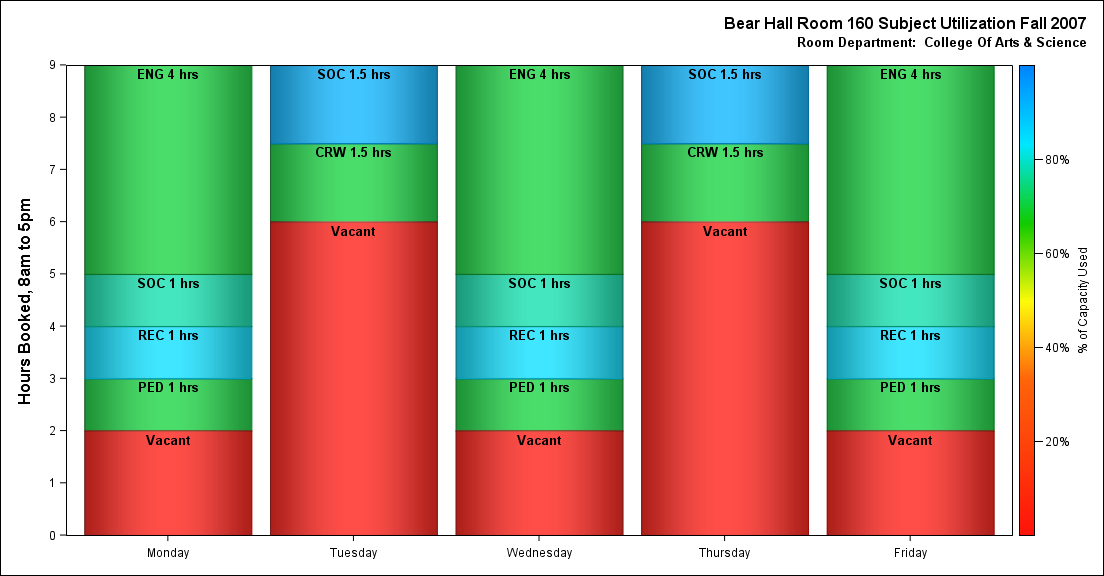 Bear Hall Room 160 Subject Utilization Fall 2007
Room Department:  College Of Arts & Science
Hours Booked, 8am to 5pm
9
8
7
6
5
4
3
2
1
0
ENG 4 hrs
SOC 1 hrs
REC 1 hrs
PED 1 hrs
Vacant
SOC 1.5 hrs
CRW 1.5 hrs
Vacant
ENG 4 hrs
SOC 1 hrs
REC 1 hrs
PED 1 hrs
Vacant
SOC 1.5 hrs
CRW 1.5 hrs
Vacant
ENG 4 hrs
SOC 1 hrs
REC 1 hrs
PED 1 hrs
Vacant
Monday
Tuesday
Wednesday
Thursday
Friday
80%
60%
40%
20%
% of Capacity Used